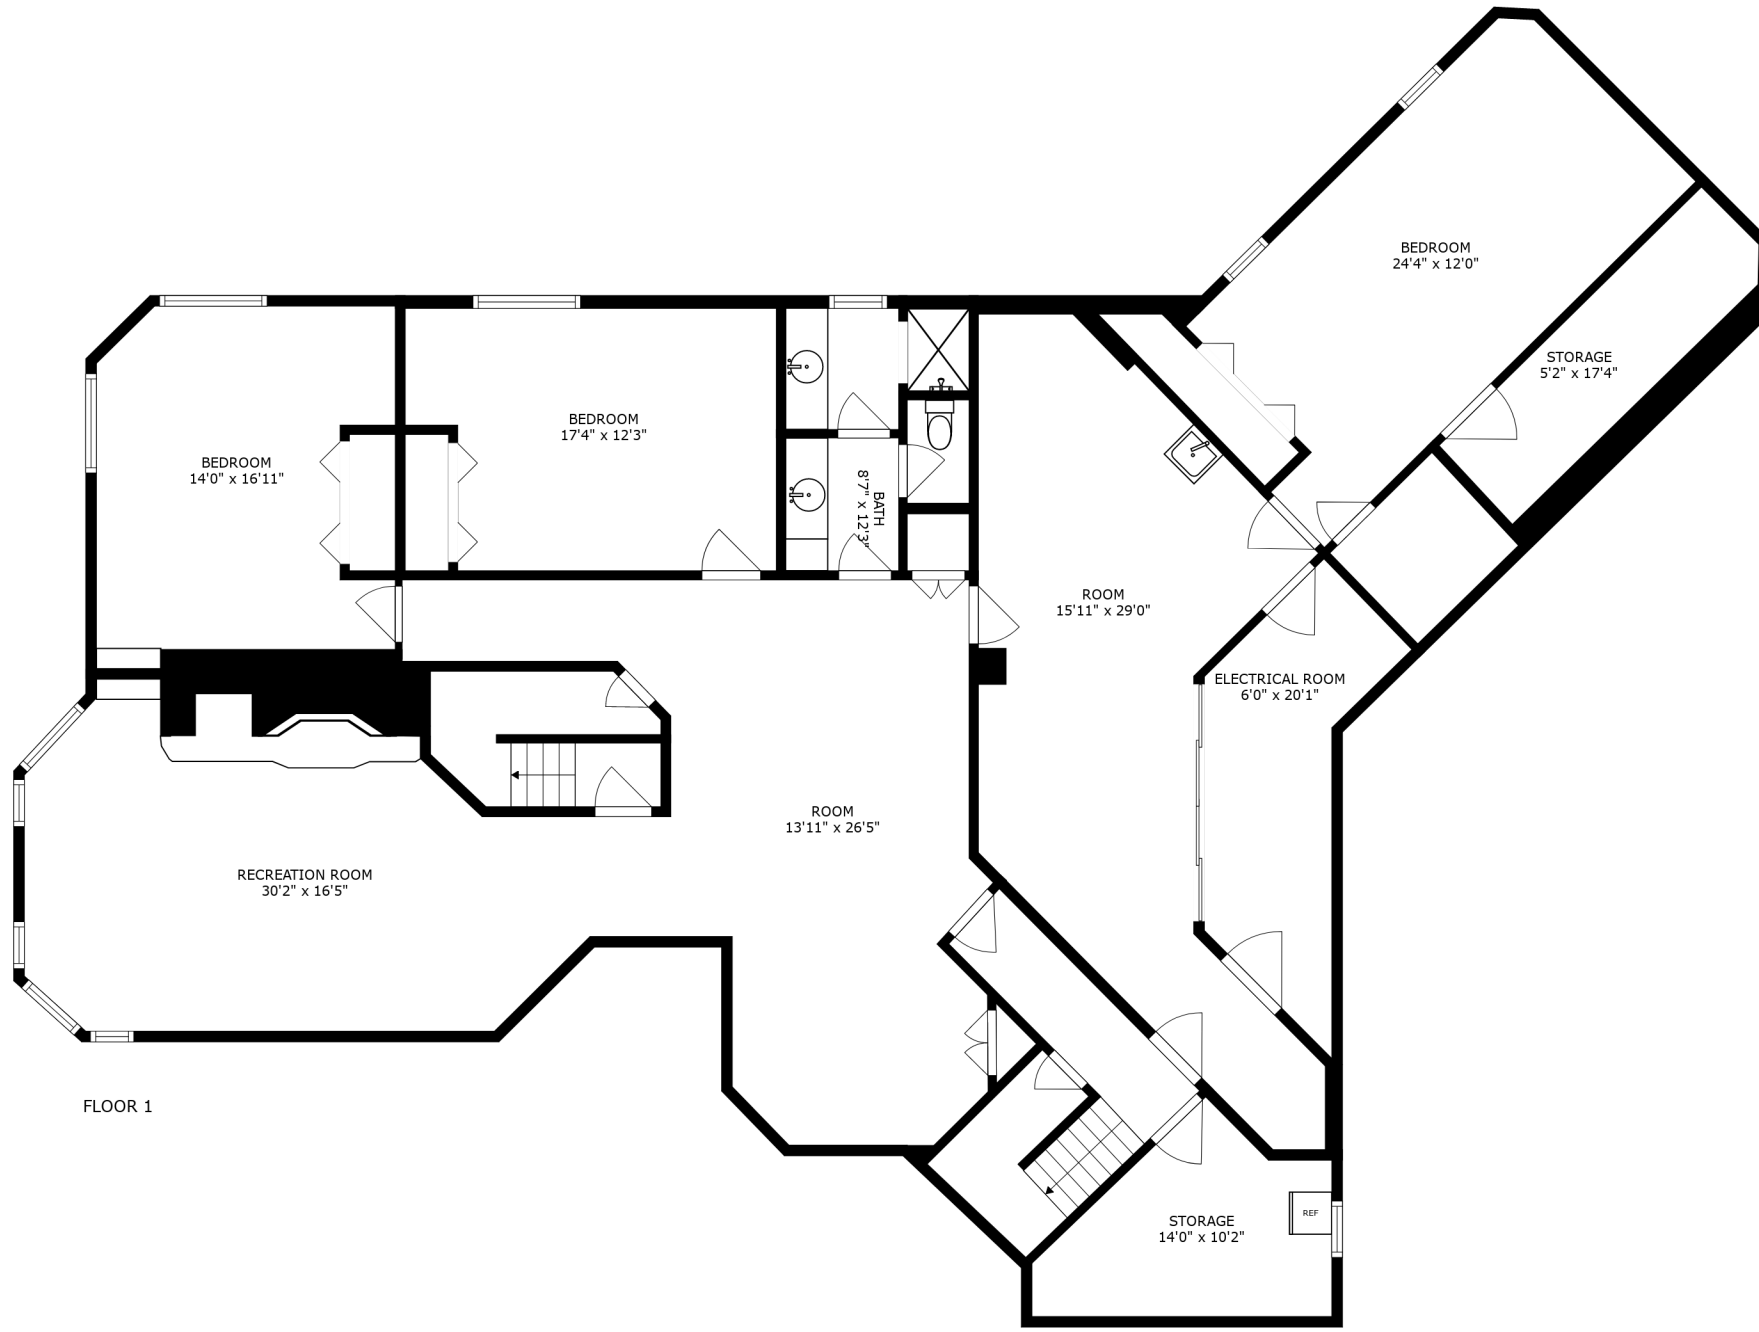 BEDROOM
24'4" x 12'0"
STORAGE
5'2" x 17'4"
BEDROOM
17'4" x 12'3"
BEDROOM
14'0" x 16'11"
BATH
8'7" x 12'3"
ROOM
15'11" x 29'0"
ELECTRICAL ROOM
6'0" x 20'1"
ROOM
13'11" x 26'5"
RECREATION ROOM
30'2" x 16'5"
FLOOR 1
STORAGE
14'0" x 10'2"
REF